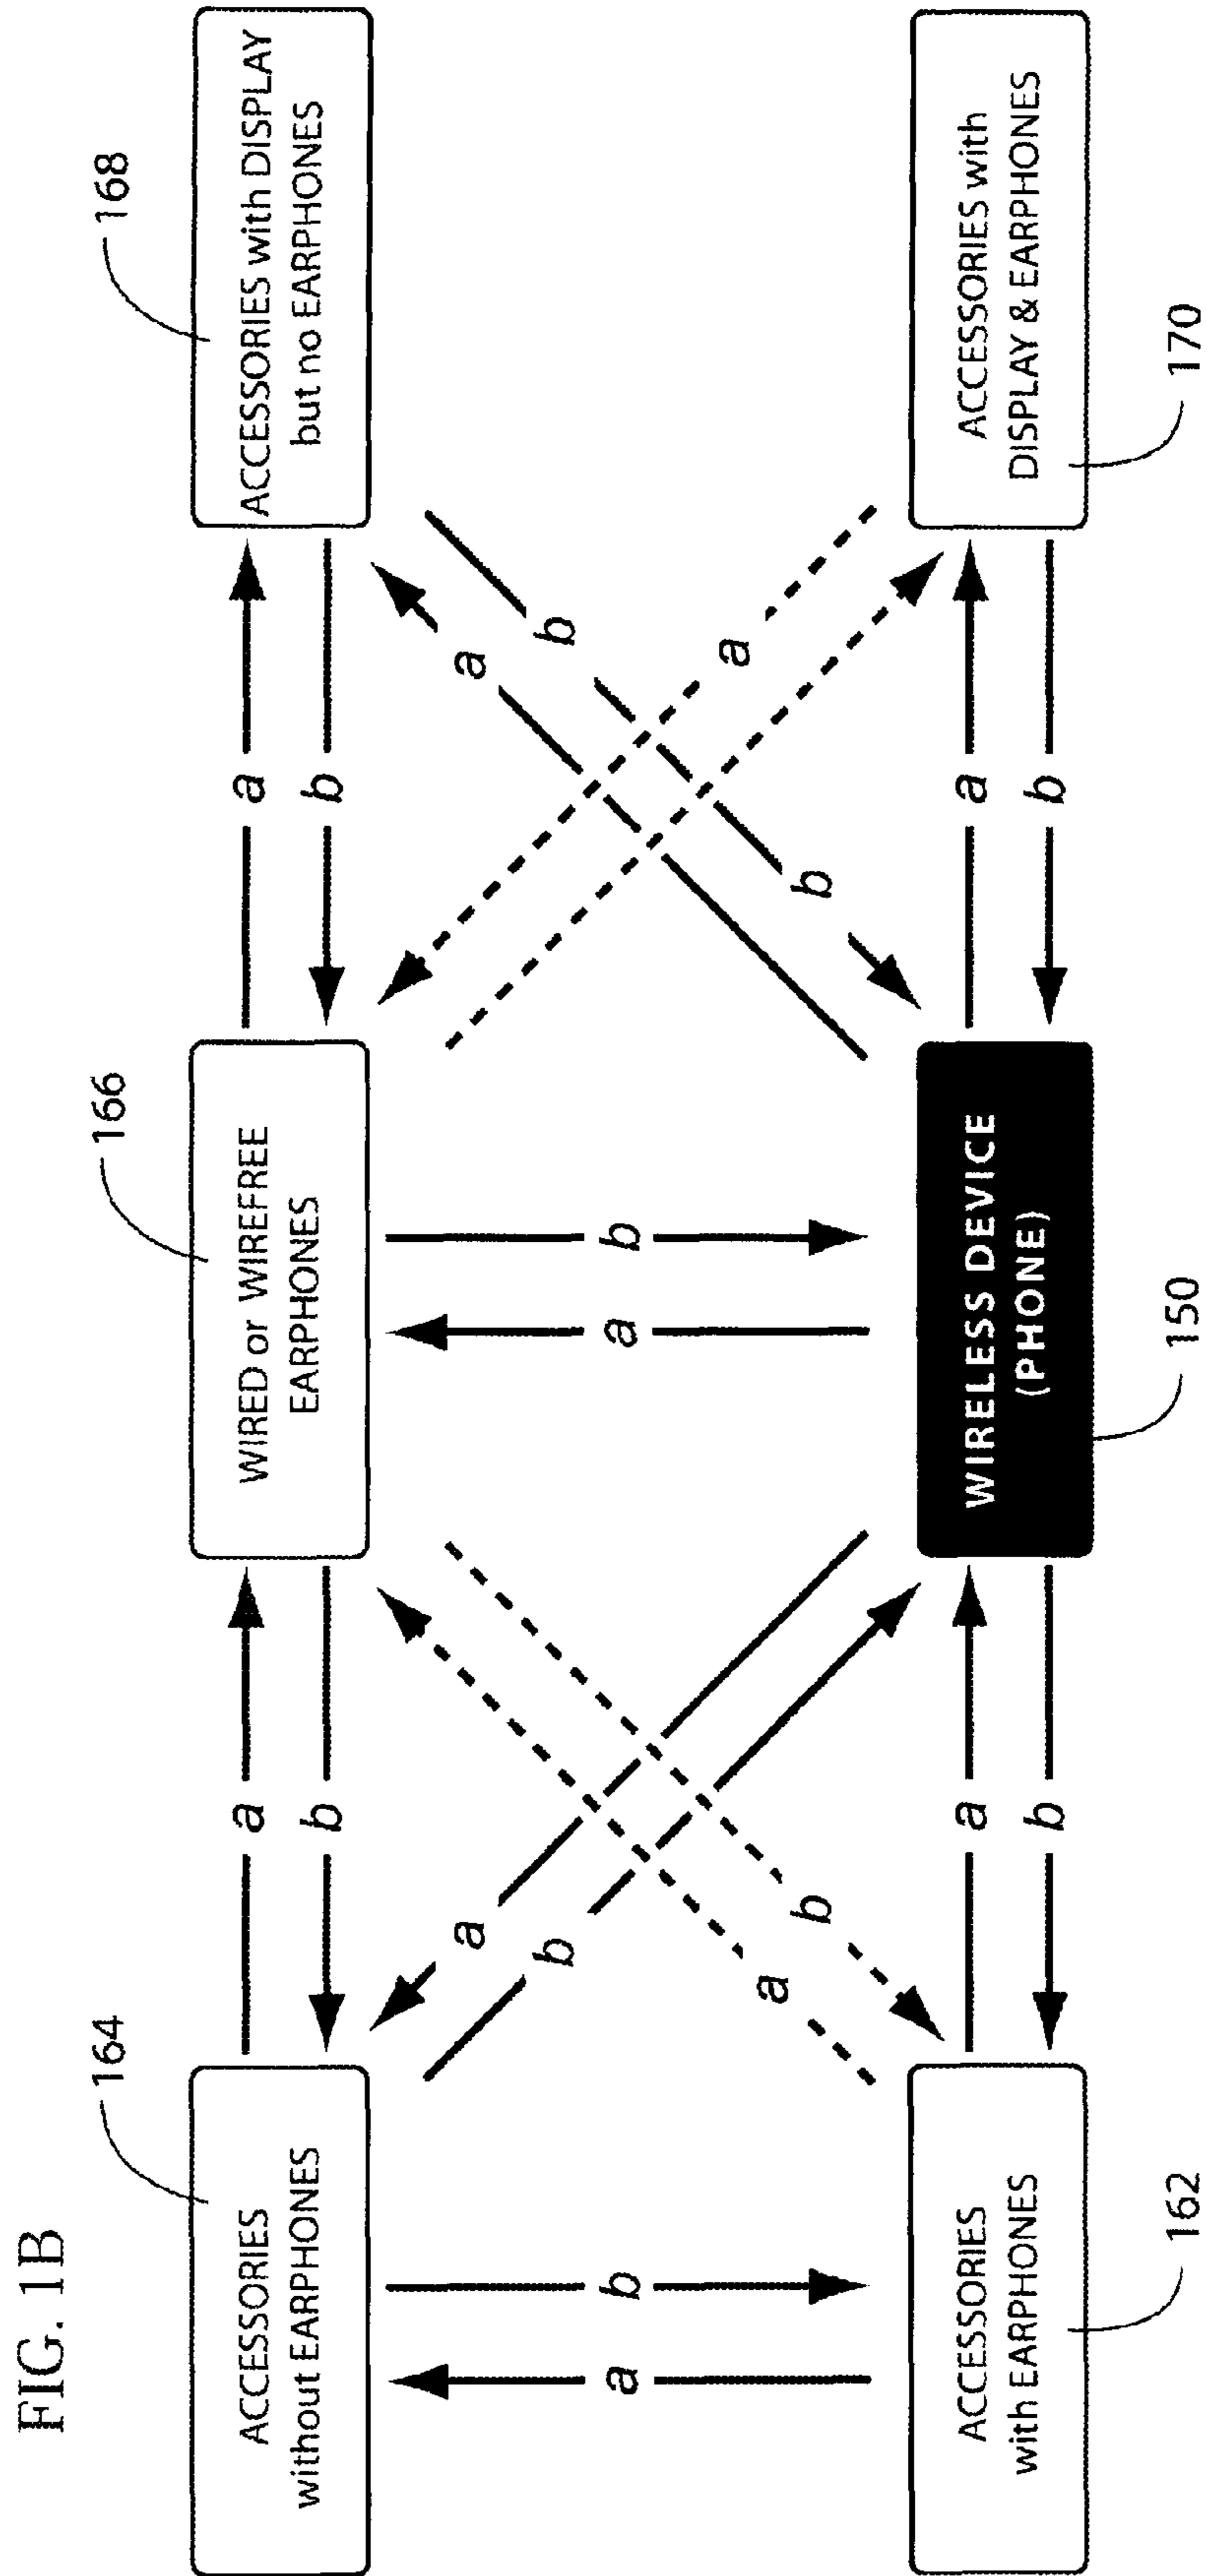 FIG. 1B
164
166
168
ACCESSORIES
without EARPHONES
WIRED or WIREFREE
EARPHONES
ACCESSORIES with DISPLAY
but no EARPHONES
a
a
b
b
a
a
b
b
a
b
a
b
a
a
b
b
ACCESSORIES
with EARPHONES
a
b
WIRELESS DEVICE
(PHONE)
a
b
ACCESSORIES with
DISPLAY & EARPHONES
162
150
170